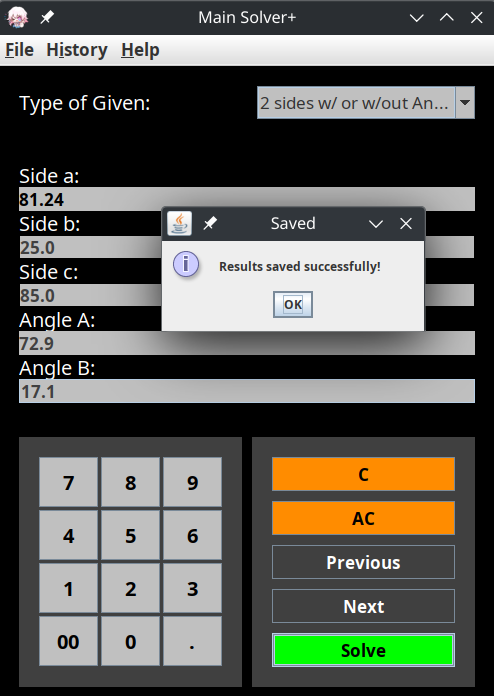 Main Solver+
File History Help
Type of Given: 2 sides w/ or w/out An...
Side a:
81.24
Side b:
25.0
Side c:
85.0
Angle A:
72.9
Angle B:
17.1
Saved
Results saved successfully!
OK
7 8 9
4 5 6
1 2 3
00 0 .
C
AC
Previous
Next
Solve